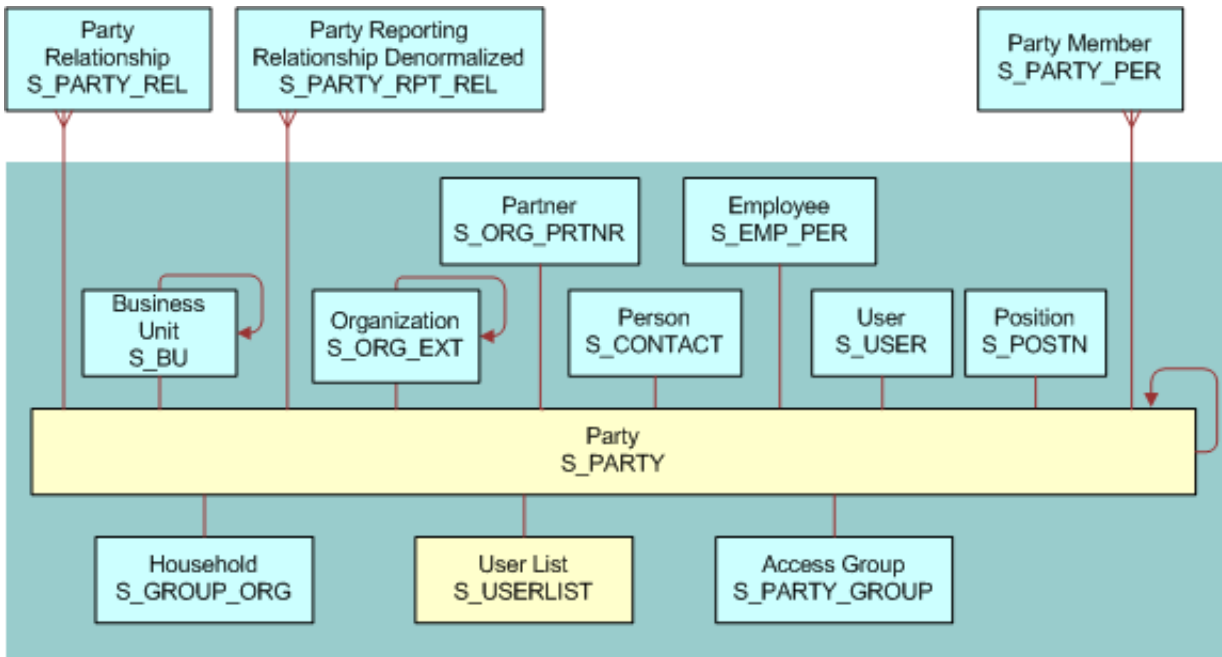 Party
Relationship
S_PARTY_REL
Party Reporting
Relationship Denormalized
S_PARTY_RPT_REL
Party Member
S_PARTY_PER
Partner
S_ORG_PRTNR
Employee
S_EMP_PER
Business
Unit
S_BU
Organization
S_ORG_EXT
Person
S_CONTACT
User
S_USER
Position
S_POSTN
Party
S_PARTY
Household
S_GROUP_ORG
User List
S_USERLIST
Access Group
S_PARTY_GROUP